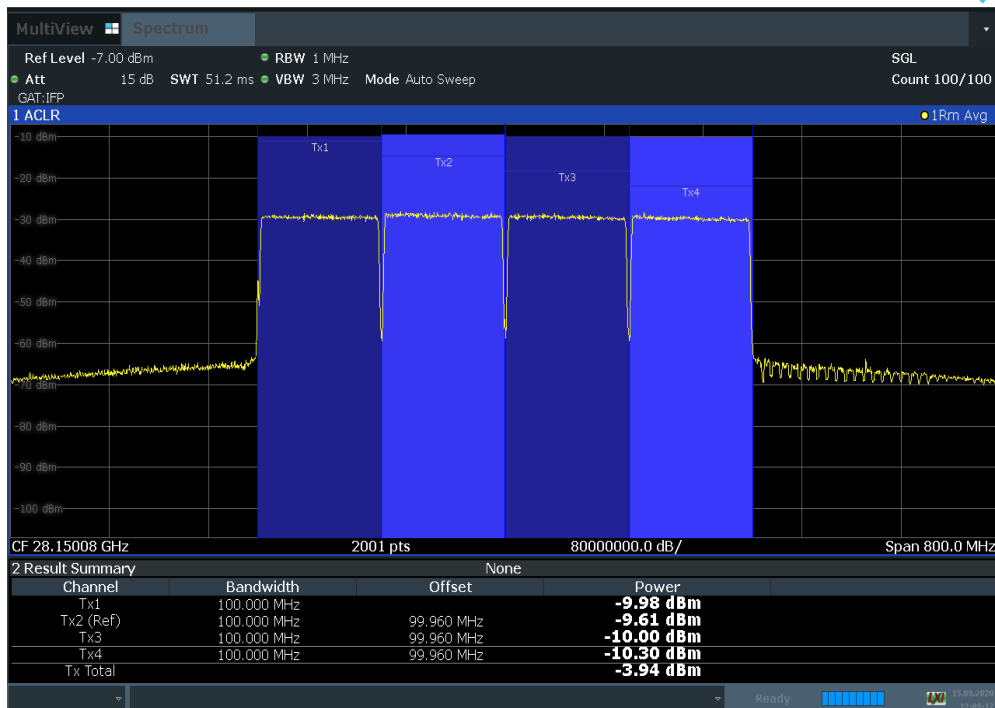 MultiView Spectrum
Ref Level -7.00 dBm RBW 1 MHz SGL
Att 15 dB SWT 51.2 ms VBW 3 MHz Mode Auto Sweep Count 100/100
GAT:IFP
1 ACLR 1Rm Avg
-10 dBm
Tx1
Tx2
Tx3
-20 dBm
Tx4
-30 dBm
-40 dBm
-50 dBm
-60 dBm
-70 dBm
-80 dBm
-90 dBm
-100 dBm
CF 28.15008 GHz 2001 pts 80000000.0 dB/ Span 800.0 MHz
2 Result Summary None
Channel Bandwidth Offset Power
Tx1 100.000 MHz -9.98 dBm
Tx2 (Ref) 100.000 MHz 99.960 MHz -9.61 dBm
Tx3 100.000 MHz 99.960 MHz -10.00 dBm
Tx4 100.000 MHz 99.960 MHz -10.30 dBm
Tx Total -3.94 dBm
Ready LXI 15.09.2020